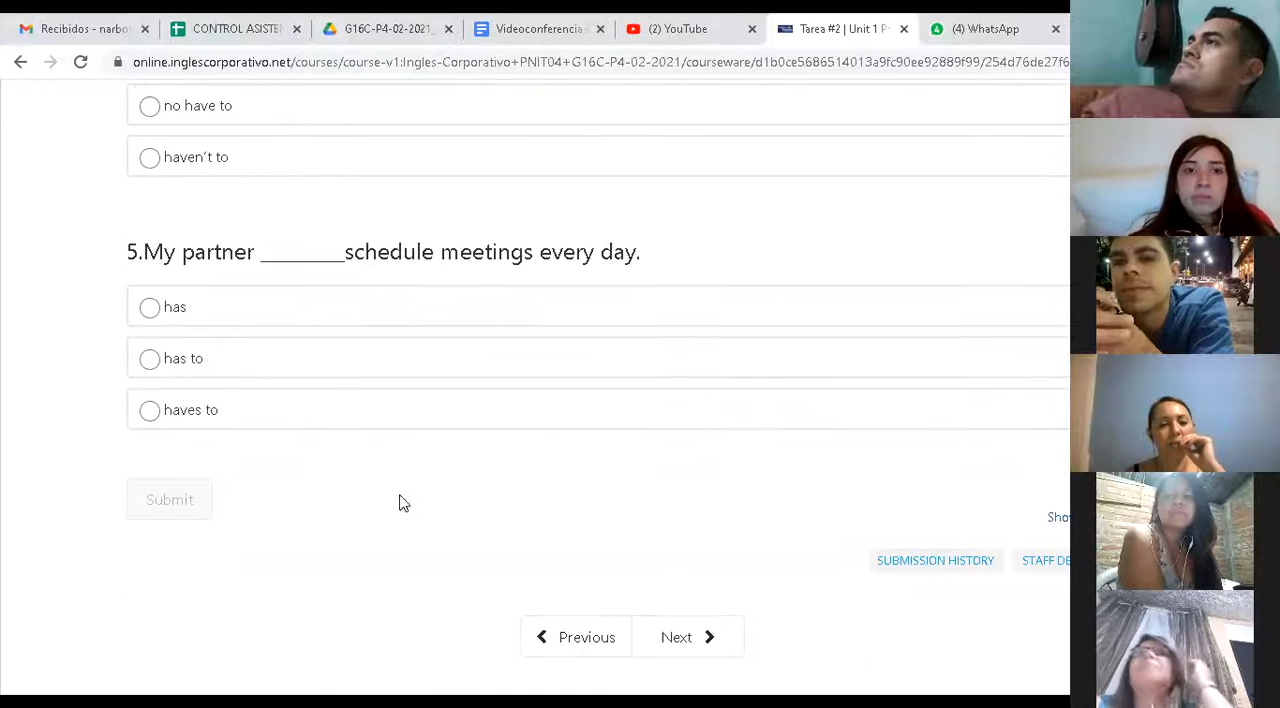 Recibidos - narbo
CONTROL ASISTE
G16C-P4-02-2021_
Videoconferencia
(2) YouTube
Tarea #2 | Unit 1 P
4
(4) WhatsApp
online.inglescorporativo.net/courses/course-v1:Ingles-Corporativo+PNIT04+G16C-P4-02-2021/courseware/d1b0ce5686514013a9fc90ee92889f99/254d76de27f6
no have to
haven't to
5.My partner ________schedule meetings every day.
has
has to
haves to
Submit
Sho
SUBMISSION HISTORY
STAFF DE
Previous
Next